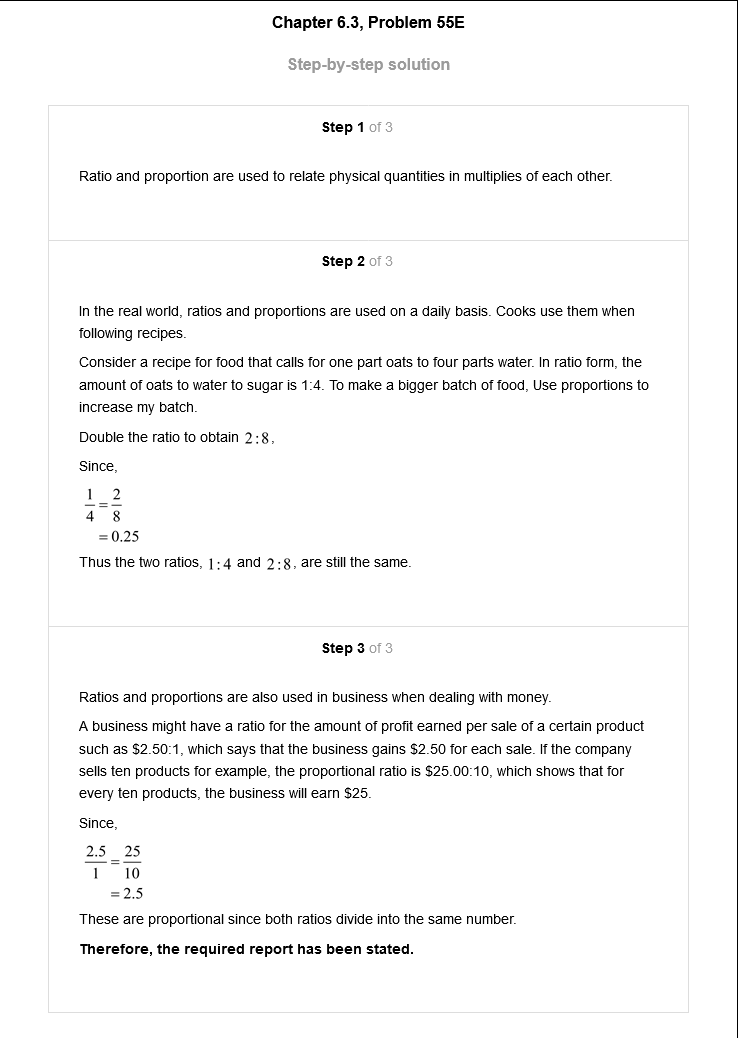 Chapter 6.3, Problem 55E
Step-by-step solution
Step 1 of 3
Ratio and proportion are used to relate physical quantities in multiplies of each other.
Step 2 of 3
In the real world, ratios and proportions are used on a daily basis. Cooks use them when
following recipes.
Consider a recipe for food that calls for one part oats to four parts water. In ratio form, the
amount of oats to water to sugar is 1:4. To make a bigger batch of food, Use proportions to
increase my batch.
Double the ratio to obtain 2:8,
Since,
1/4 = 2/8
= 0.25
Thus the two ratios, 1:4 and 2:8, are still the same.
Step 3 of 3
Ratios and proportions are also used in business when dealing with money.
A business might have a ratio for the amount of profit earned per sale of a certain product
such as $2.50:1, which says that the business gains $2.50 for each sale. If the company
sells ten products for example, the proportional ratio is $25.00:10, which shows that for
every ten products, the business will earn $25.
Since,
2.5/1 = 25/10
= 2.5
These are proportional since both ratios divide into the same number.
Therefore, the required report has been stated.